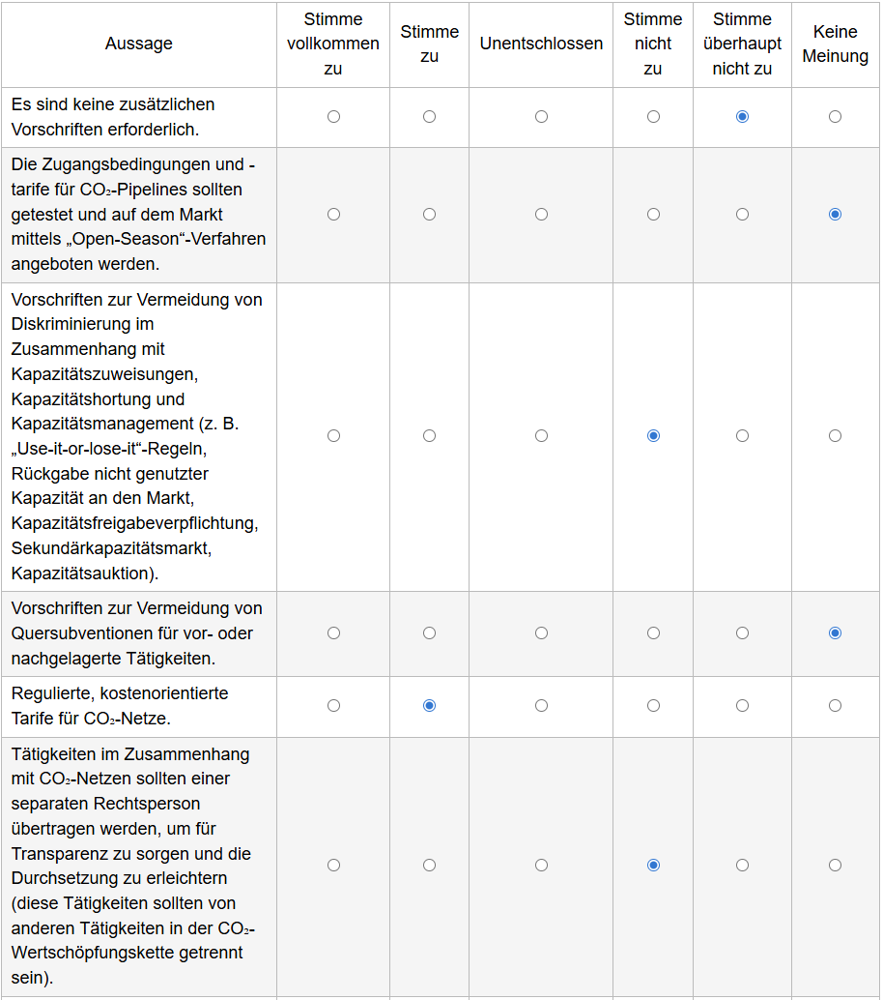 Aussage
Stimme
vollkommen
zu
Stimme
zu
Unentschlossen
Stimme
nicht
zu
Stimme
überhaupt
nicht zu
Keine
Meinung
Es sind keine zusätzlichen
Vorschriften erforderlich.
Die Zugangsbedingungen und -
tarife für CO₂-Pipelines sollten
getestet und auf dem Markt
mittels „Open-Season“-Verfahren
angeboten werden.
Vorschriften zur Vermeidung von
Diskriminierung im
Zusammenhang mit
Kapazitätszuweisungen,
Kapazitätshortung und
Kapazitätsmanagement (z. B.
„Use-it-or-lose-it“-Regeln,
Rückgabe nicht genutzter
Kapazität an den Markt,
Kapazitätsfreigabeverpflichtung,
Sekundärkapazitätsmarkt,
Kapazitätsauktion).
Vorschriften zur Vermeidung von
Quersubventionen für vor- oder
nachgelagerte Tätigkeiten.
Regulierte, kostenorientierte
Tarife für CO₂-Netze.
Tätigkeiten im Zusammenhang
mit CO₂-Netzen sollten einer
separaten Rechtsperson
übertragen werden, um für
Transparenz zu sorgen und die
Durchsetzung zu erleichtern
(diese Tätigkeiten sollten von
anderen Tätigkeiten in der CO₂-
Wertschöpfungskette getrennt
sein).